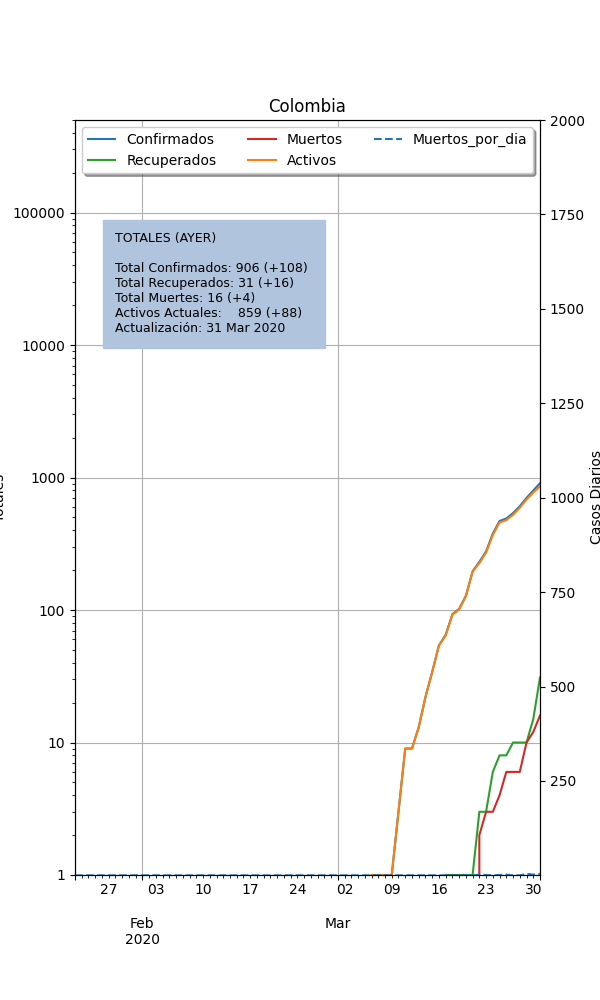 Colombia
Confirmados Muertos Muertos_por_dia
Recuperados Activos
TOTALES (AYER)
Total Confirmados: 906 (+108)
Total Recuperados: 31 (+16)
Total Muertes: 16 (+4)
Activos Actuales: 859 (+88)
Actualización: 31 Mar 2020
100000
10000
1000
100
10
1
2000
1750
1500
1250
1000
750
500
250
Casos Diarios
27 03 10 17 24 02 09 16 23 30
Feb Mar
2020